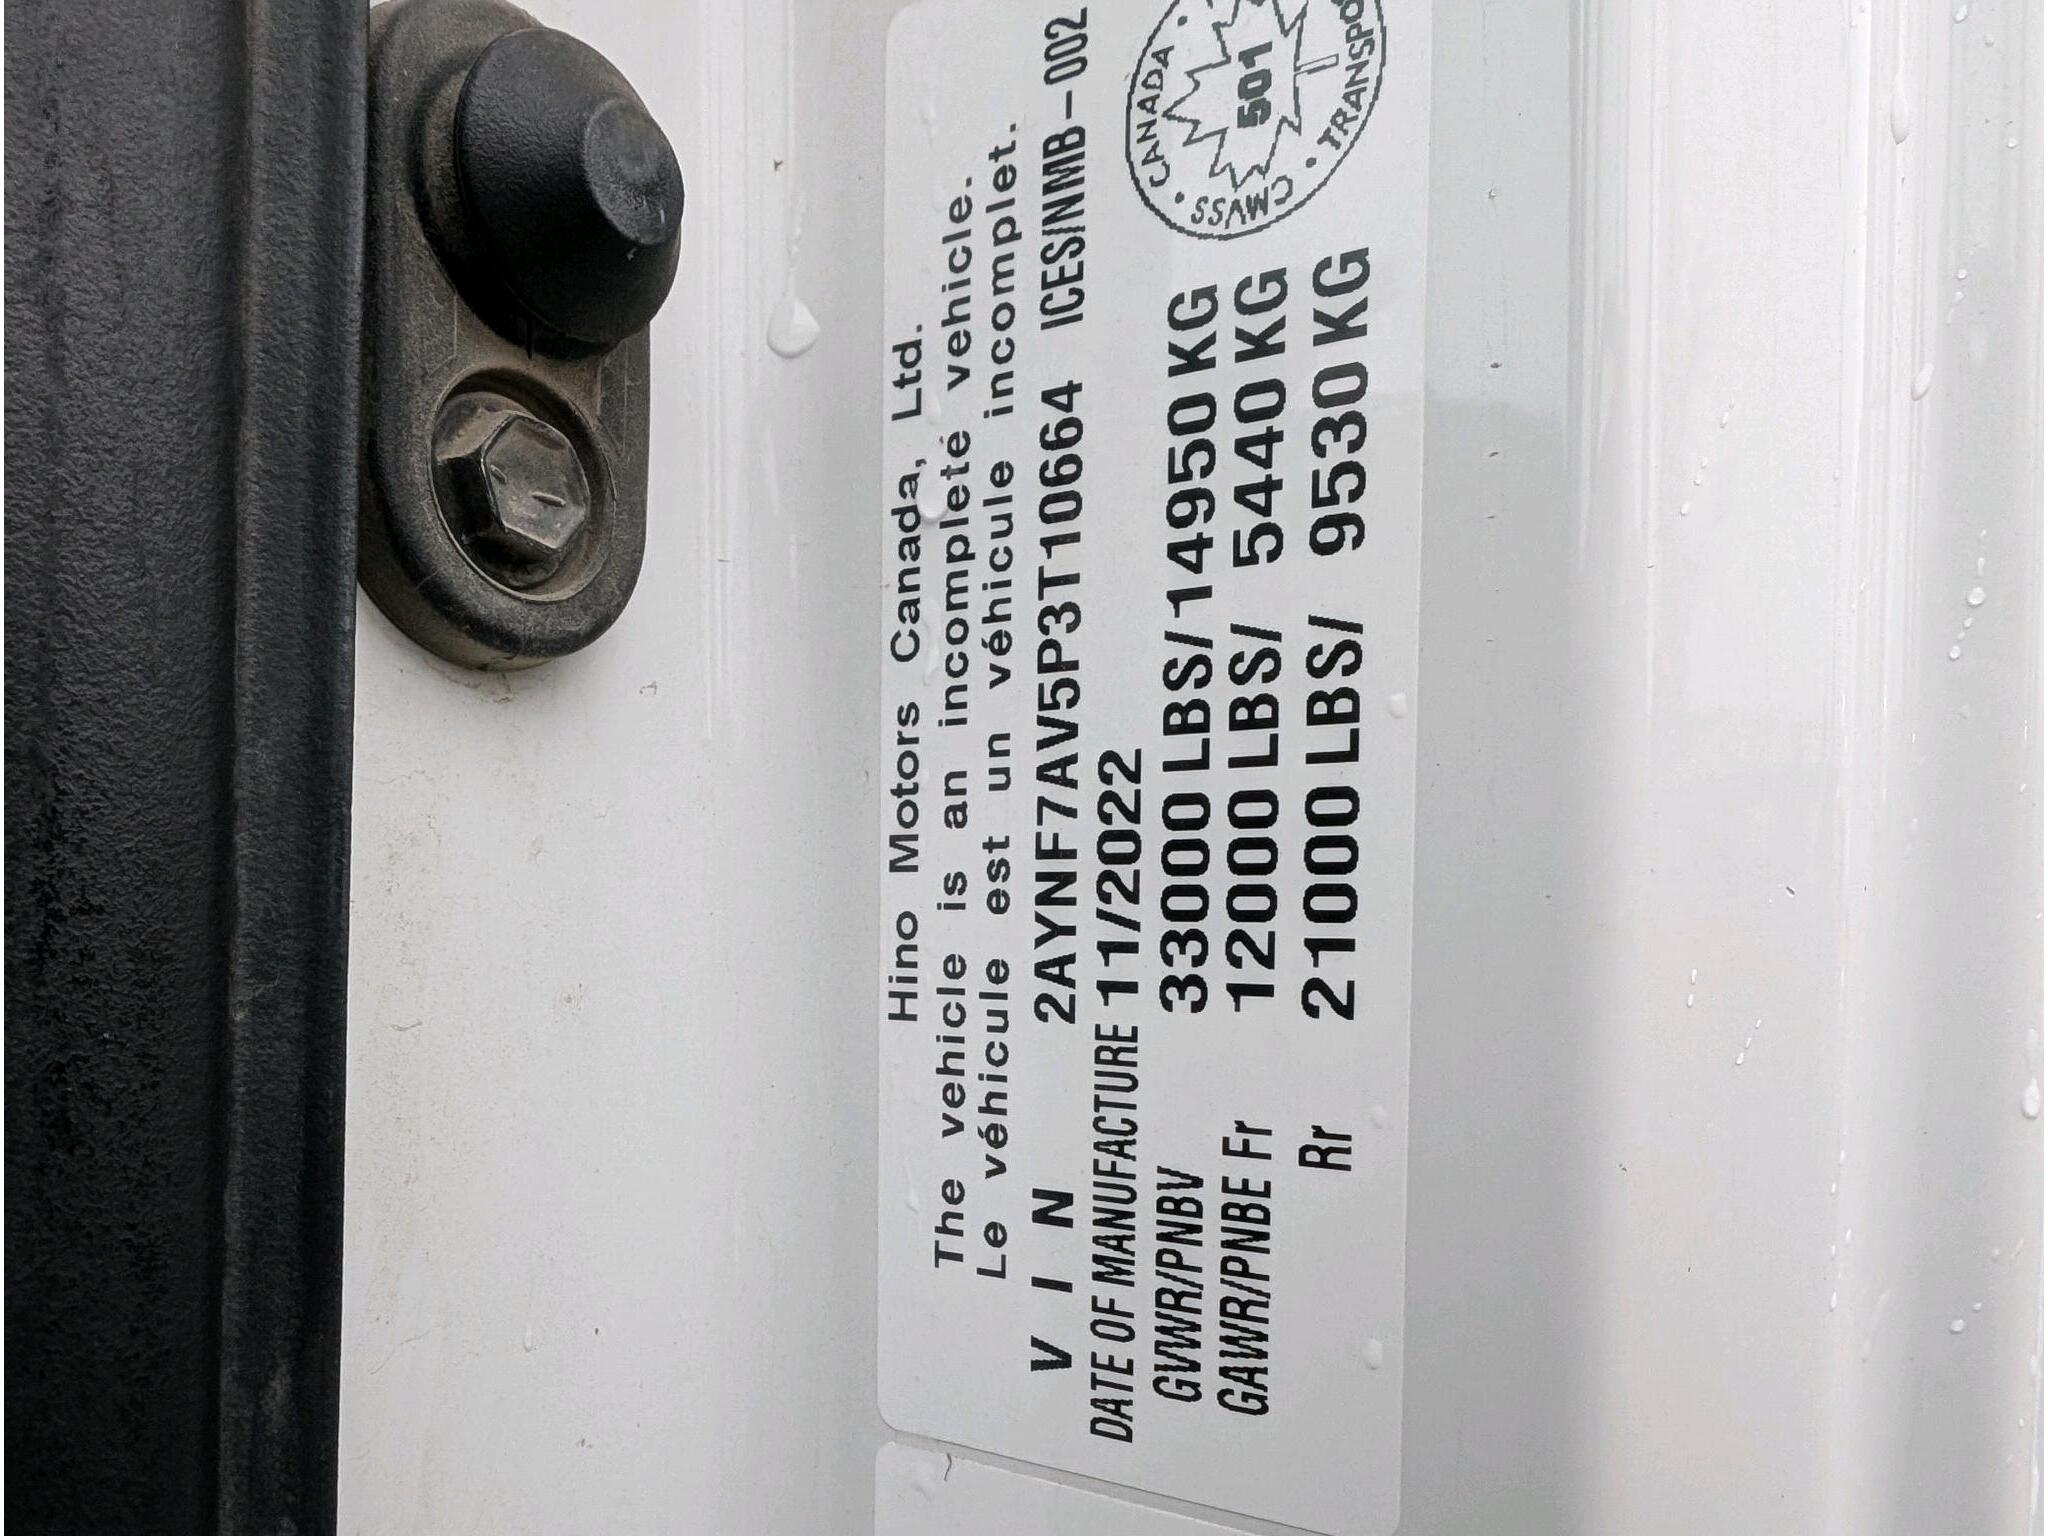 Hino Motors Canada, Ltd.
The vehicle is an incomplete vehicle.
Le véhicule est un véhicule incomplet.
V I N 2AYNF7AV5P3T10664 ICES/NMB-002
DATE OF MANUFACTURE 11/2022
GVWR/PNBV 33000 LBS/14950 KG
GAWR/PNBE Fr 12000 LBS/ 5440 KG
Rr 21000 LBS/ 9530 KG
CMVSS · CANADA ·
501